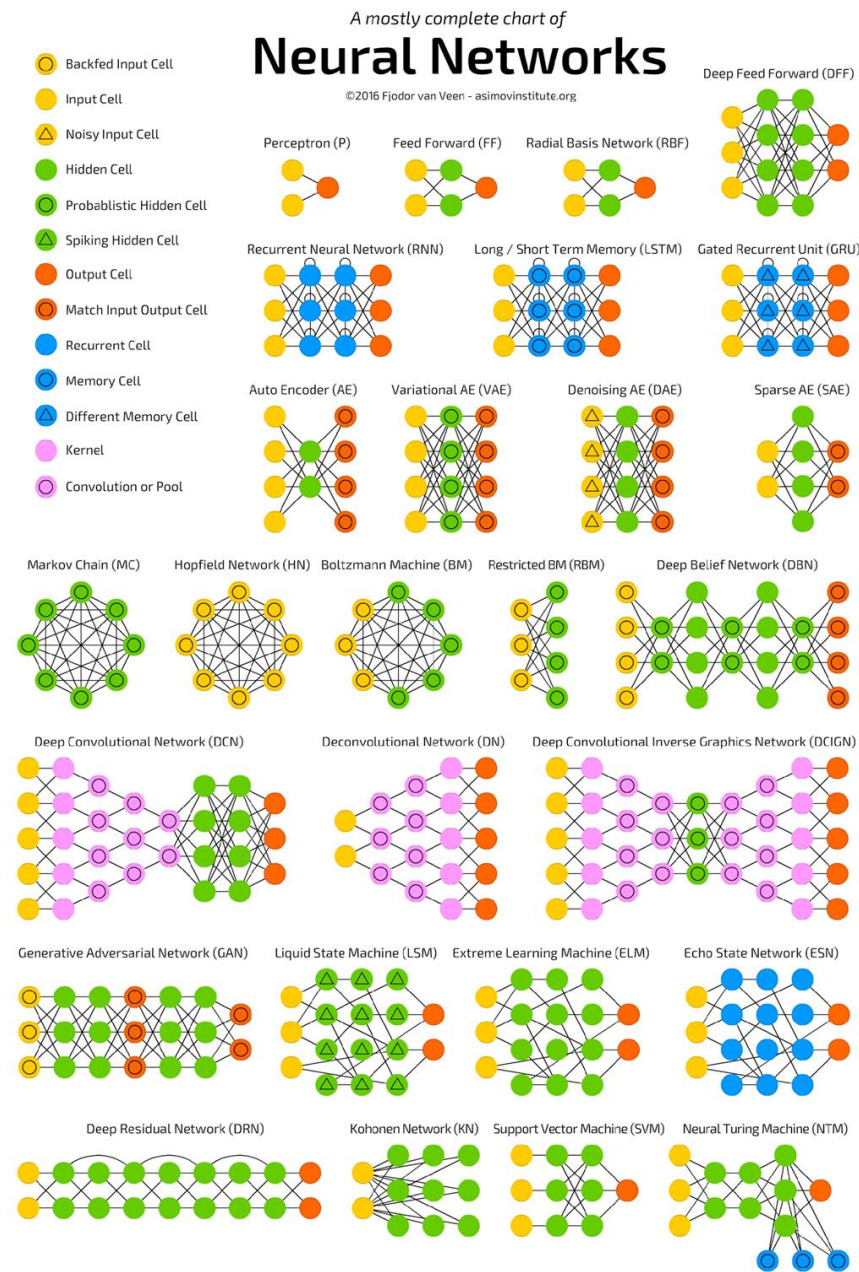 A mostly complete chart of
Neural Networks
©2016 Fjodor van Veen - asimovinstitute.org
Backfed Input Cell
Input Cell
Noisy Input Cell
Hidden Cell
Probablistic Hidden Cell
Spiking Hidden Cell
Output Cell
Match Input Output Cell
Recurrent Cell
Memory Cell
Different Memory Cell
Kernel
Convolution or Pool
Deep Feed Forward (DFF)
Perceptron (P)
Feed Forward (FF)
Radial Basis Network (RBF)
Recurrent Neural Network (RNN)
Long / Short Term Memory (LSTM)
Gated Recurrent Unit (GRU)
Auto Encoder (AE)
Variational AE (VAE)
Denoising AE (DAE)
Sparse AE (SAE)
Markov Chain (MC)
Hopfield Network (HN)
Boltzmann Machine (BM)
Restricted BM (RBM)
Deep Belief Network (DBN)
Deep Convolutional Network (DCN)
Deconvolutional Network (DN)
Deep Convolutional Inverse Graphics Network (DCIGN)
Generative Adversarial Network (GAN)
Liquid State Machine (LSM)
Extreme Learning Machine (ELM)
Echo State Network (ESN)
Deep Residual Network (DRN)
Kohonen Network (KN)
Support Vector Machine (SVM)
Neural Turing Machine (NTM)